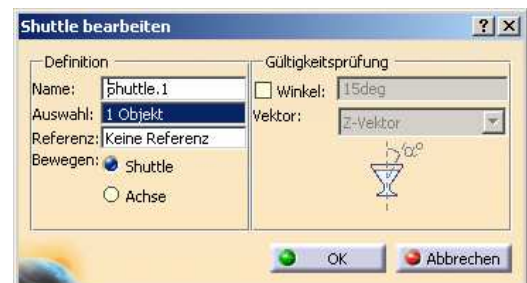 Shuttle bearbeiten
Definition
Name: Shuttle.1
Auswahl: 1 Objekt
Referenz: Keine Referenz
Bewegen: Shuttle
Achse
Gültigkeitsprüfung
Winkel: 15deg
Vektor: Z-Vektor
α°
OK
Abbrechen